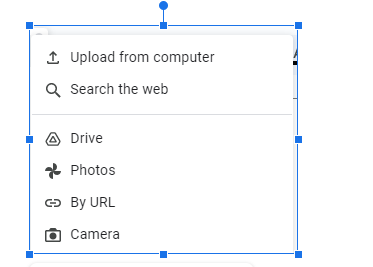 Upload from computer
Search the web
Drive
Photos
By URL
Camera